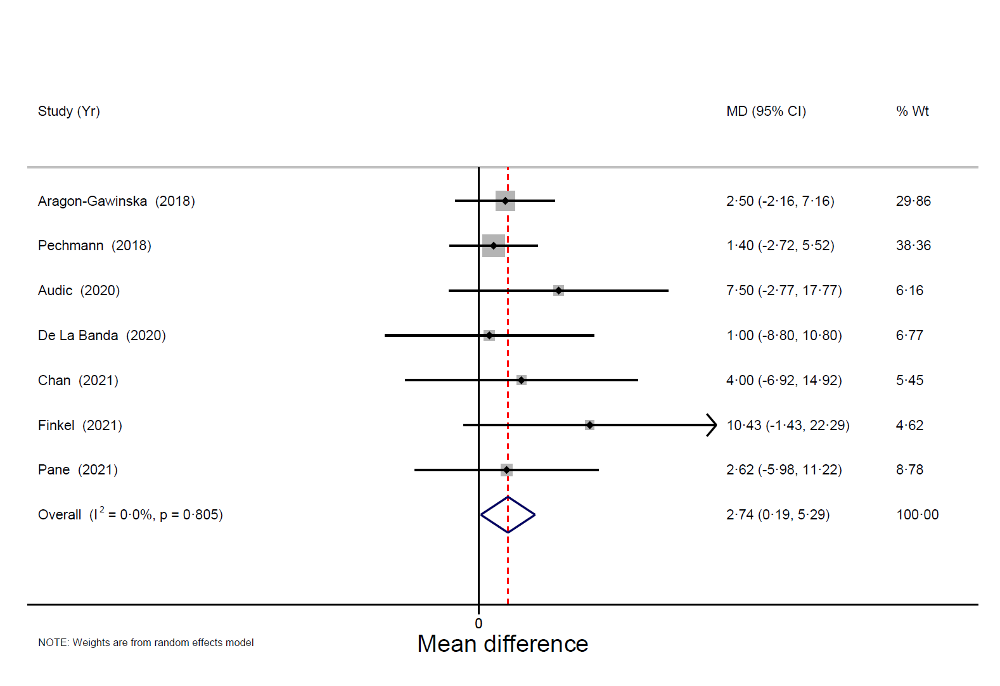 Study (Yr) MD (95% CI) % Wt
Aragon-Gawinska (2018) 2·50 (-2·16, 7·16) 29·86
Pechmann (2018) 1·40 (-2·72, 5·52) 38·36
Audic (2020) 7·50 (-2·77, 17·77) 6·16
De La Banda (2020) 1·00 (-8·80, 10·80) 6·77
Chan (2021) 4·00 (-6·92, 14·92) 5·45
Finkel (2021) 10·43 (-1·43, 22·29) 4·62
Pane (2021) 2·62 (-5·98, 11·22) 8·78
Overall (I² = 0·0%, p = 0·805) 2·74 (0·19, 5·29) 100·00
0
Mean difference
NOTE: Weights are from random effects model